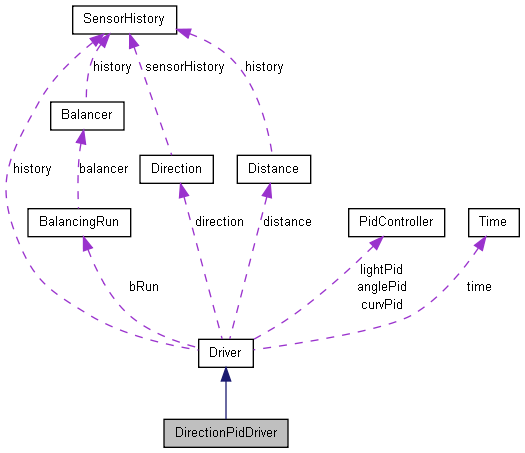 SensorHistory
history
sensorHistory
history
Balancer
history
balancer
Direction
Distance
BalancingRun
direction
distance
PidController
Time
lightPid
anglePid
curvPid
bRun
time
Driver
DirectionPidDriver